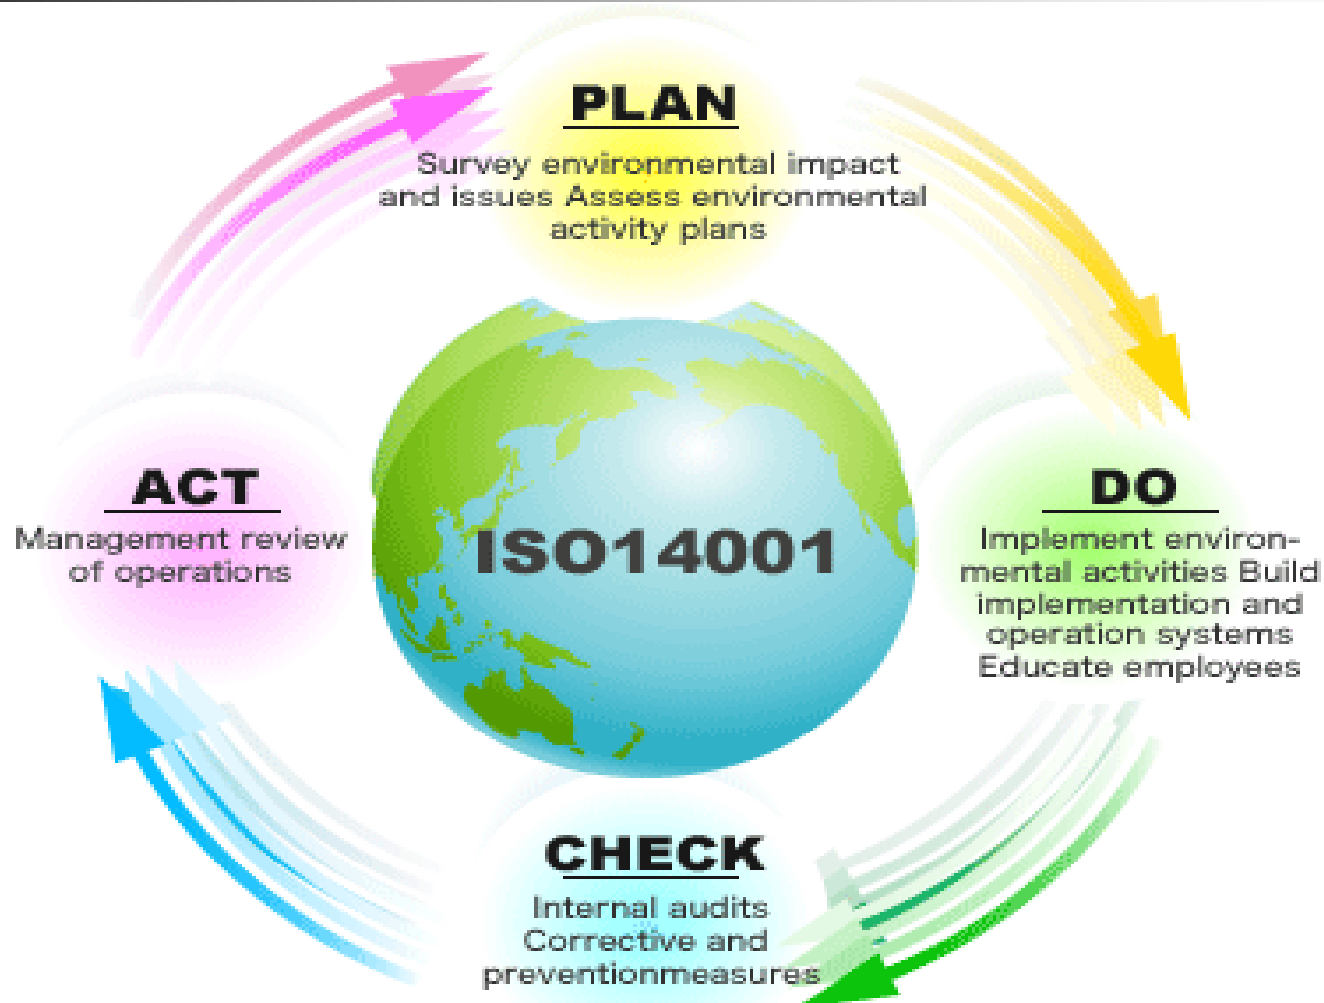 PLAN
Survey environmental impact
and issues Assess environmental
activity plans
ACT
Management review
of operations
ISO14001
DO
Implement environ-
mental activities Build
implementation and
operation systems
Educate employees
CHECK
Internal audits
Corrective and
preventionmeasures